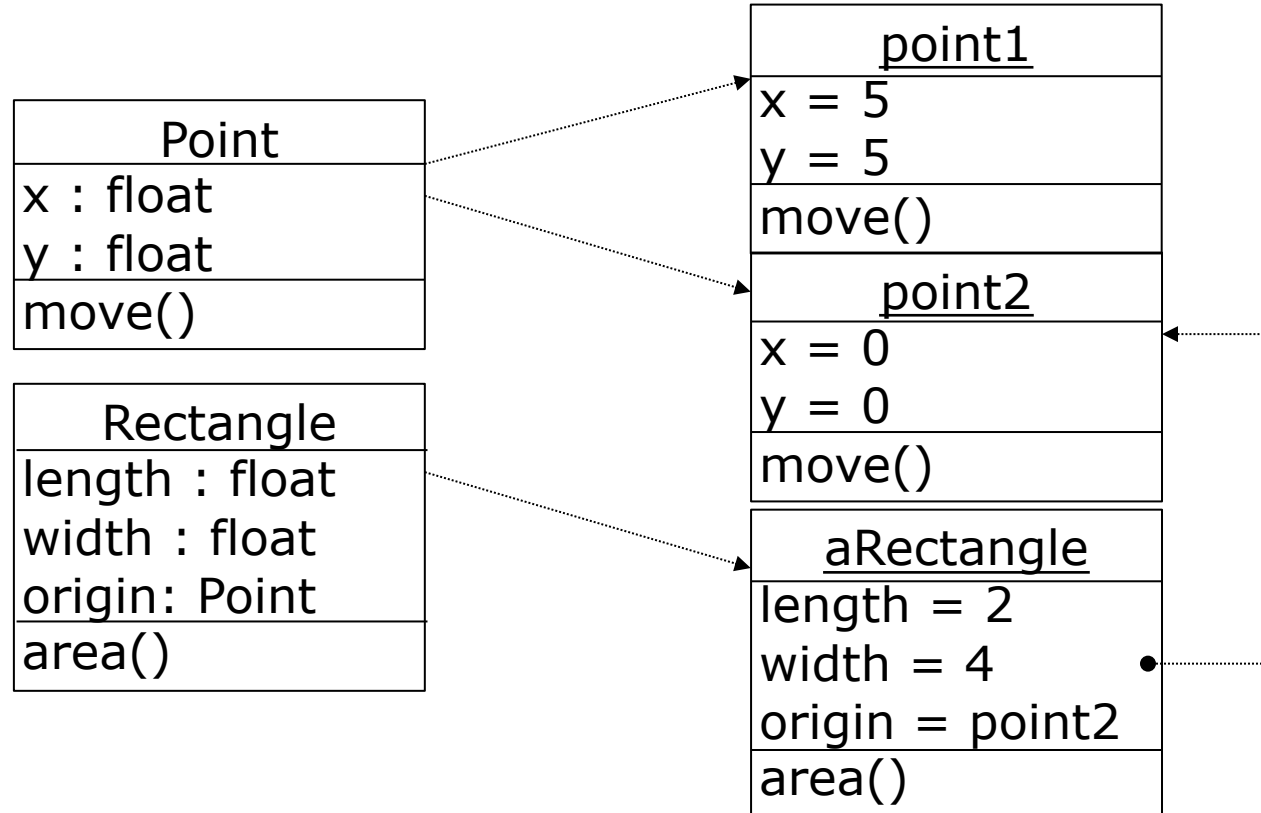 Point
x : float
y : float
move()
Rectangle
length : float
width : float
origin: Point
area()
point1
x = 5
y = 5
move()
point2
x = 0
y = 0
move()
aRectangle
length = 2
width = 4
origin = point2
area()